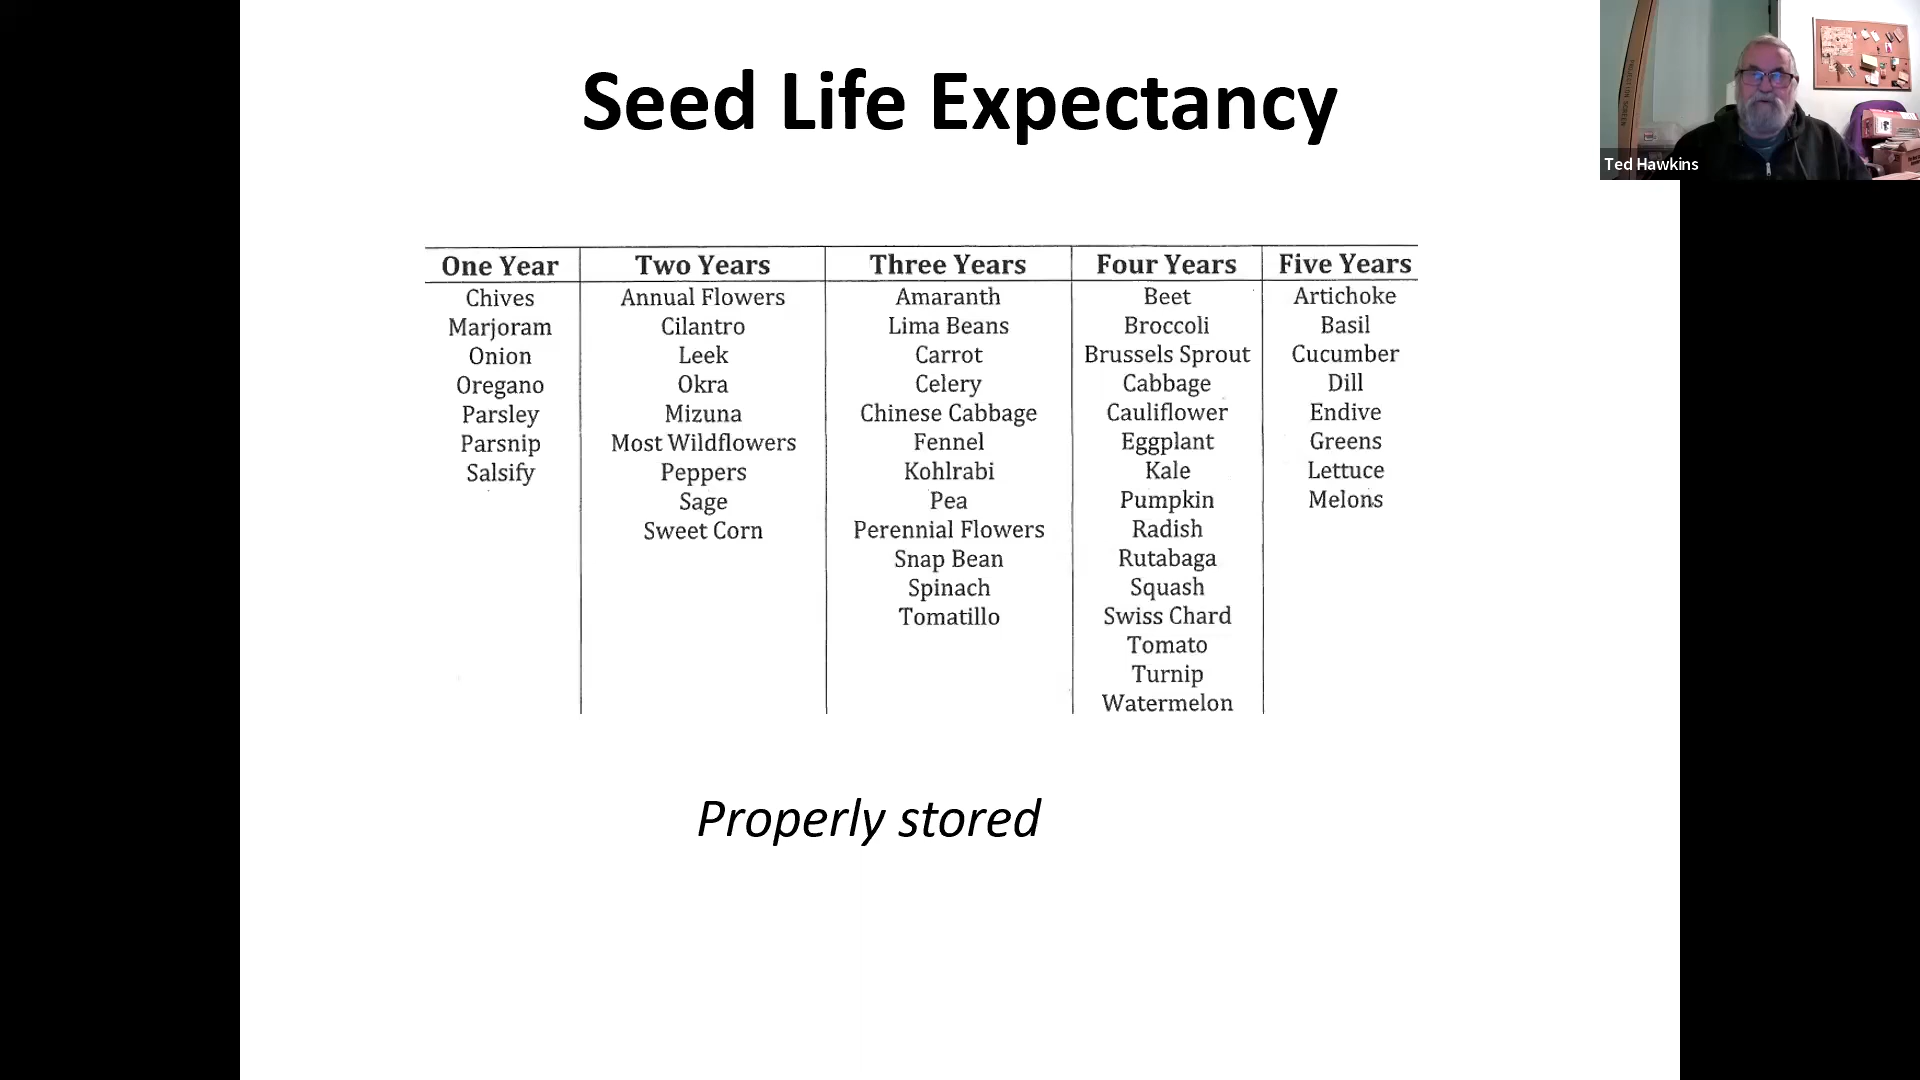 Seed Life Expectancy
Ted Hawkins
One Year Two Years Three Years Four Years Five Years
Chives Annual Flowers Amaranth Beet Artichoke
Marjoram Cilantro Lima Beans Broccoli Basil
Onion Leek Carrot Brussels Sprout Cucumber
Oregano Okra Celery Cabbage Dill
Parsley Mizuna Chinese Cabbage Cauliflower Endive
Parsnip Most Wildflowers Fennel Eggplant Greens
Salsify Peppers Kohlrabi Kale Lettuce
Sage Pea Pumpkin Melons
Sweet Corn Perennial Flowers Radish
Snap Bean Rutabaga
Spinach Squash
Tomatillo Swiss Chard
Tomato
Turnip
Watermelon
Properly stored